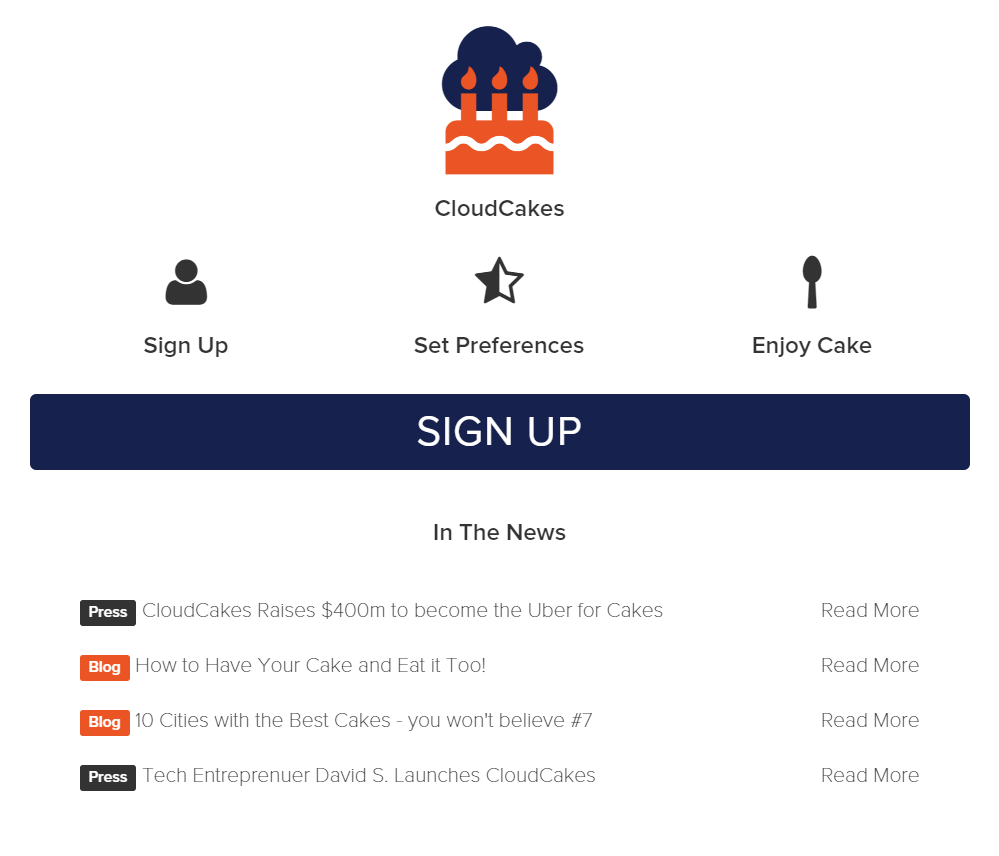 CloudCakes
Sign Up Set Preferences Enjoy Cake
SIGN UP
In The News
Press CloudCakes Raises $400m to become the Uber for Cakes Read More
Blog How to Have Your Cake and Eat it Too! Read More
Blog 10 Cities with the Best Cakes - you won't believe #7 Read More
Press Tech Entreprenuer David S. Launches CloudCakes Read More